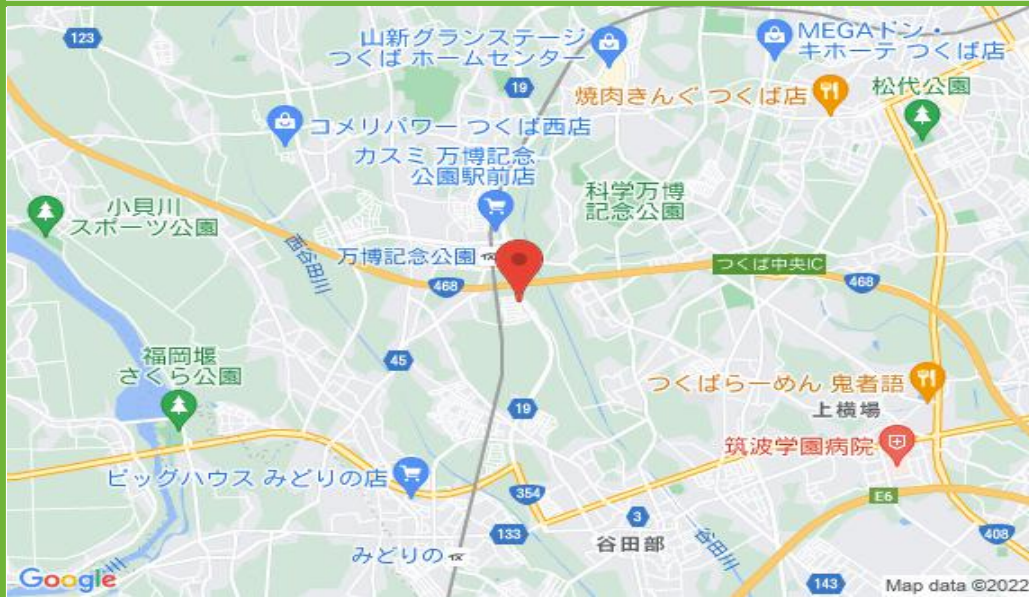 123
山新グランステージ
つくば ホームセンター
MEGAドン・
キホーテ つくば店
19
焼肉きんぐ つくば店
松代公園
コメリパワー つくば西店
カスミ 万博記念
公園駅前店
科学万博
記念公園
小貝川
スポーツ公園
西谷田川
万博記念公園
つくば中央IC
468
468
45
福岡堰
さくら公園
つくばらーめん 鬼者語
上横場
19
筑波学園病院
ビッグハウス みどりの店
354
E6
3
133
谷田部
谷田川
408
みどりの
143
Google
Map data ©2022